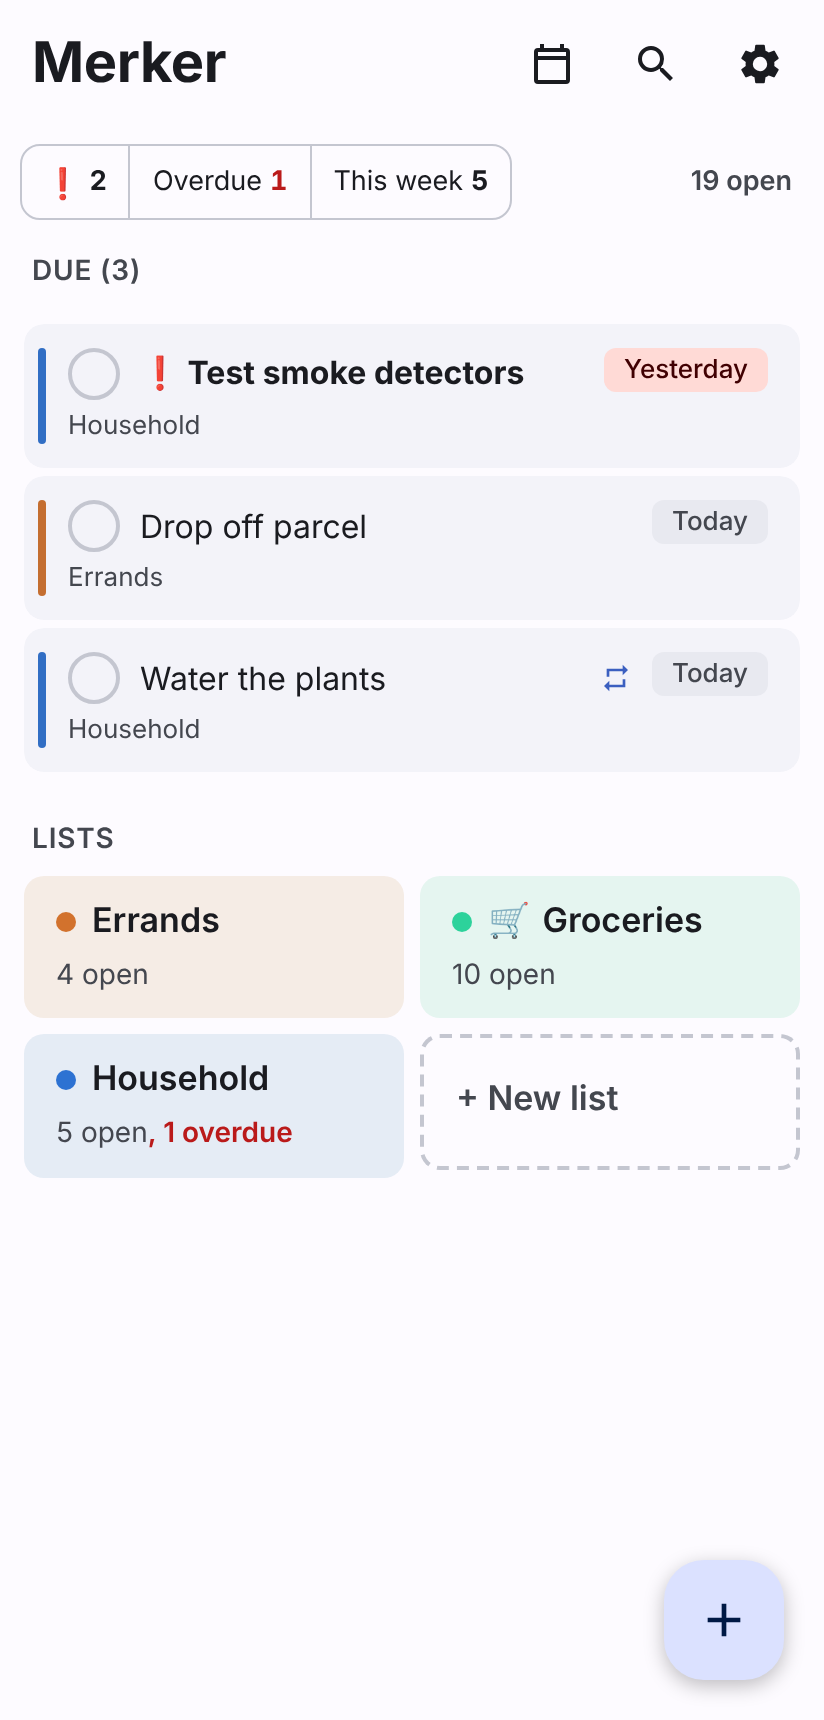 Merker
❗ 2 Overdue 1 This week 5 19 open
DUE (3)
❗ Test smoke detectors Yesterday
Household
Drop off parcel Today
Errands
Water the plants Today
Household
LISTS
Errands
4 open
🛒 Groceries
10 open
Household
5 open, 1 overdue
+ New list
+